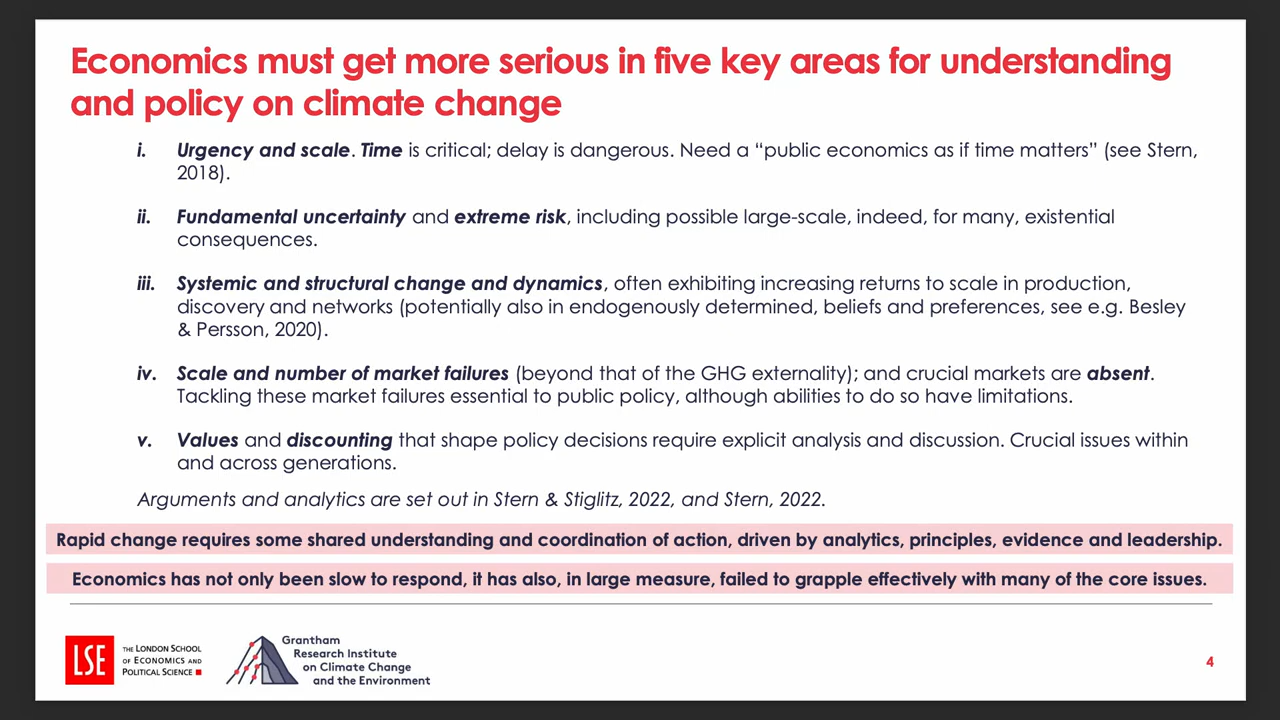 Economics must get more serious in five key areas for understanding
and policy on climate change
i. Urgency and scale. Time is critical; delay is dangerous. Need a “public economics as if time matters” (see Stern,
2018).
ii. Fundamental uncertainty and extreme risk, including possible large-scale, indeed, for many, existential
consequences.
iii. Systemic and structural change and dynamics, often exhibiting increasing returns to scale in production,
discovery and networks (potentially also in endogenously determined, beliefs and preferences, see e.g. Besley
& Persson, 2020).
iv. Scale and number of market failures (beyond that of the GHG externality); and crucial markets are absent.
Tackling these market failures essential to public policy, although abilities to do so have limitations.
v. Values and discounting that shape policy decisions require explicit analysis and discussion. Crucial issues within
and across generations.
Arguments and analytics are set out in Stern & Stiglitz, 2022, and Stern, 2022.
Rapid change requires some shared understanding and coordination of action, driven by analytics, principles, evidence and leadership.
Economics has not only been slow to respond, it has also, in large measure, failed to grapple effectively with many of the core issues.
LSE
THE LONDON SCHOOL
OF ECONOMICS AND
POLITICAL SCIENCE
Grantham
Research Institute
on Climate Change
and the Environment
4